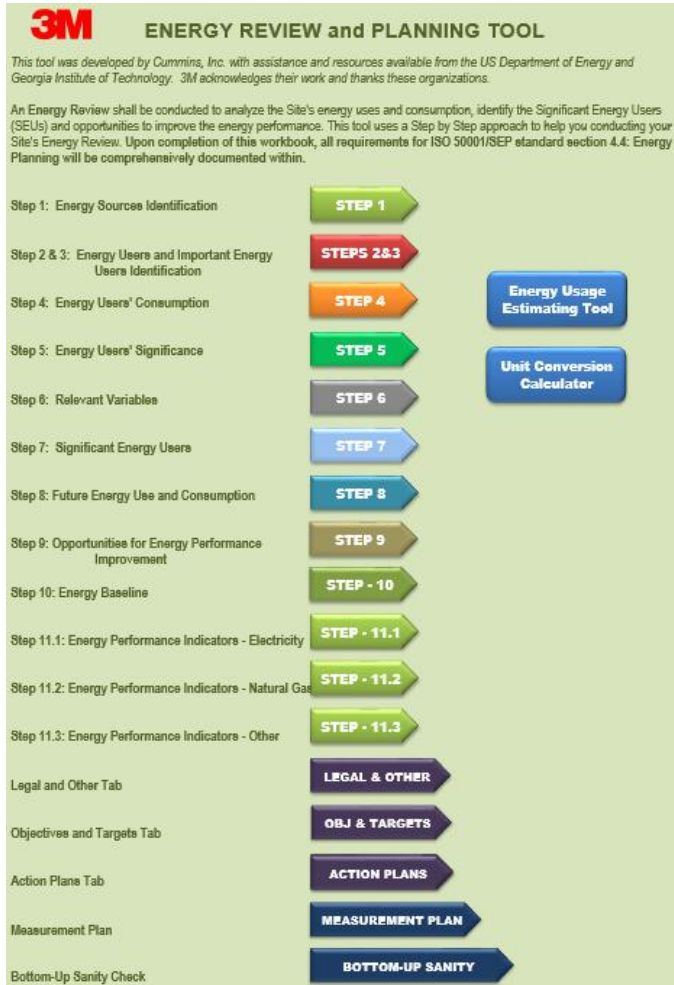 3M ENERGY REVIEW and PLANNING TOOL
This tool was developed by Cummins, Inc. with assistance and resources available from the US Department of Energy and
Georgia Institute of Technology. 3M acknowledges their work and thanks these organizations.
An Energy Review shall be conducted to analyze the Site's energy uses and consumption, identify the Significant Energy Users
(SEUs) and opportunities to improve the energy performance. This tool uses a Step by Step approach to help you conducting your
Site's Energy Review. Upon completion of this workbook, all requirements for ISO 50001/SEP standard section 4.4: Energy
Planning will be comprehensively documented within.
Step 1: Energy Sources Identification
STEP 1
Step 2 & 3: Energy Users and Important Energy
Users Identification
STEPS 2&3
Step 4: Energy Users' Consumption
STEP 4
Energy Usage
Estimating Tool
Step 5: Energy Users' Significance
STEP 5
Unit Conversion
Calculator
Step 6: Relevant Variables
STEP 6
Step 7: Significant Energy Users
STEP 7
Step 8: Future Energy Use and Consumption
STEP 8
Step 9: Opportunities for Energy Performance
Improvement
STEP 9
Step 10: Energy Baseline
STEP - 10
Step 11.1: Energy Performance Indicators - Electricity
STEP - 11.1
Step 11.2: Energy Performance Indicators - Natural Gas
STEP - 11.2
Step 11.3: Energy Performance Indicators - Other
STEP - 11.3
Legal and Other Tab
LEGAL & OTHER
Objectives and Targets Tab
OBJ & TARGETS
Action Plans Tab
ACTION PLANS
Measurement Plan
MEASUREMENT PLAN
Bottom-Up Sanity Check
BOTTOM-UP SANITY